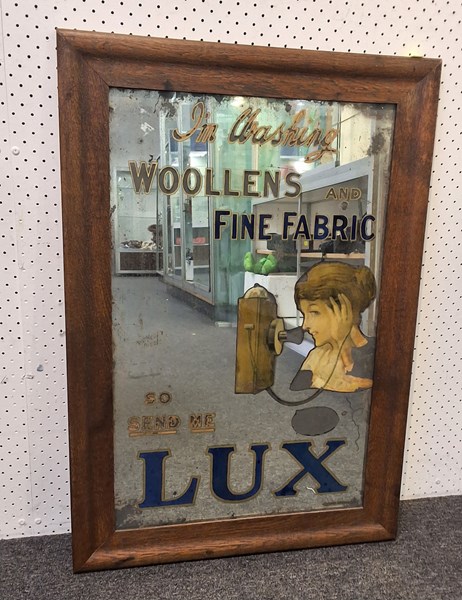 In Washing
WOOLLENS AND
FINE FABRIC
SO
SEND ME
LUX